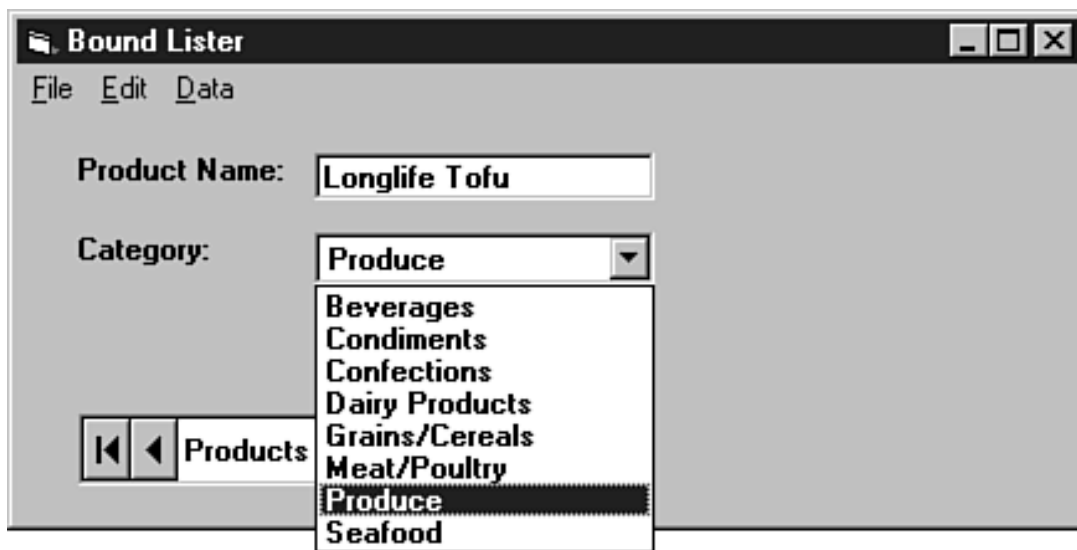 Bound Lister
File Edit Data
Product Name: Longlife Tofu
Category: Produce
Beverages
Condiments
Confections
Dairy Products
Grains/Cereals
Meat/Poultry
Produce
Seafood
Products